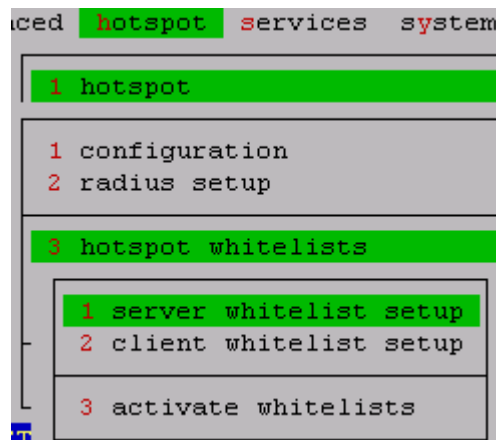 hotspot services system
1 hotspot
1 configuration
2 radius setup
3 hotspot whitelists
1 server whitelist setup
2 client whitelist setup
3 activate whitelists